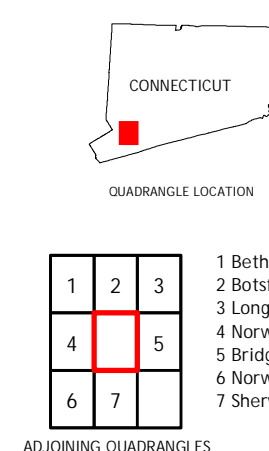 CONNECTICUT
QUADRANGLE LOCATION
1 2 3
4 5
6 7
1 Beth
2 Bots
3 Long
4 Norw
5 Bridg
6 Norw
7 Sher
ADJOINING QUADRANGLES